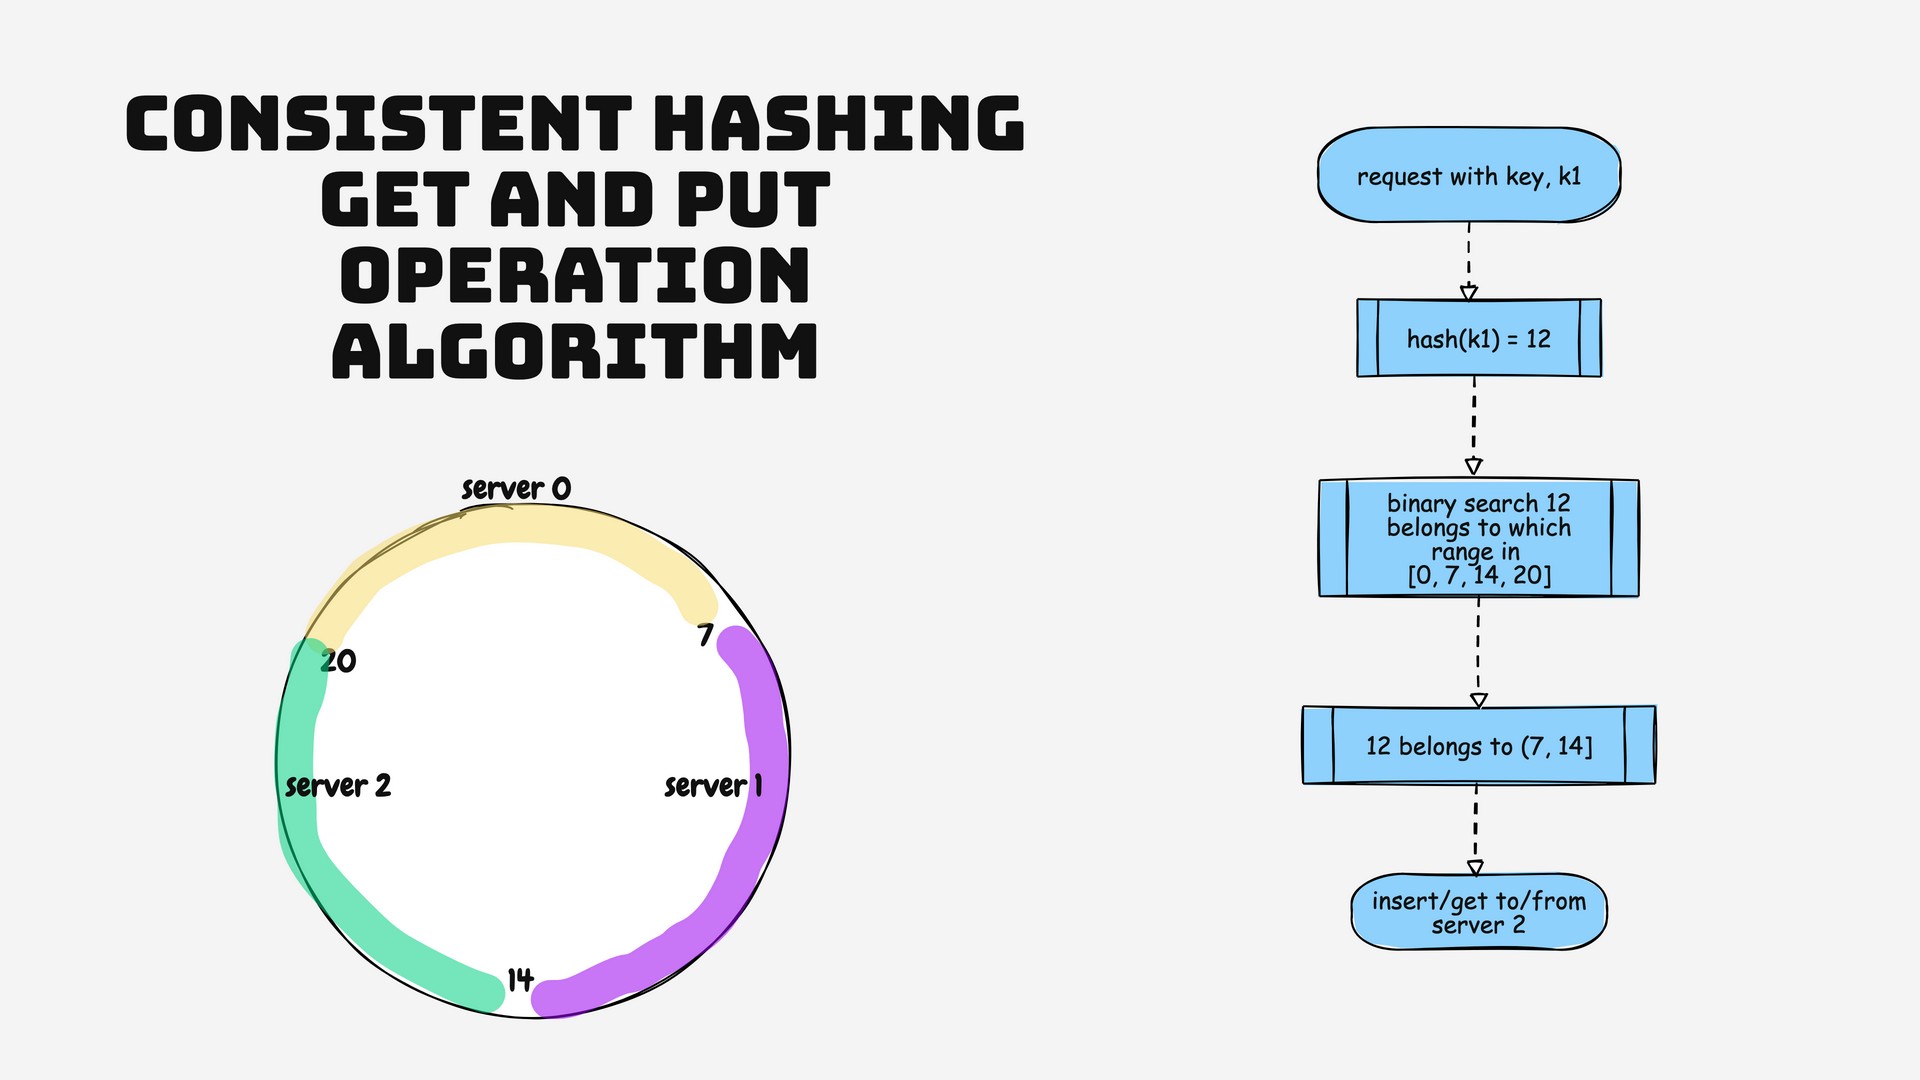 CONSISTENT HASHING
GET AND PUT
OPERATION
ALGORITHM
server 0
7
20
server 2
server 1
14
request with key, k1
hash(k1) = 12
binary search 12
belongs to which
range in
[0, 7, 14, 20]
12 belongs to (7, 14]
insert/get to/from
server 2